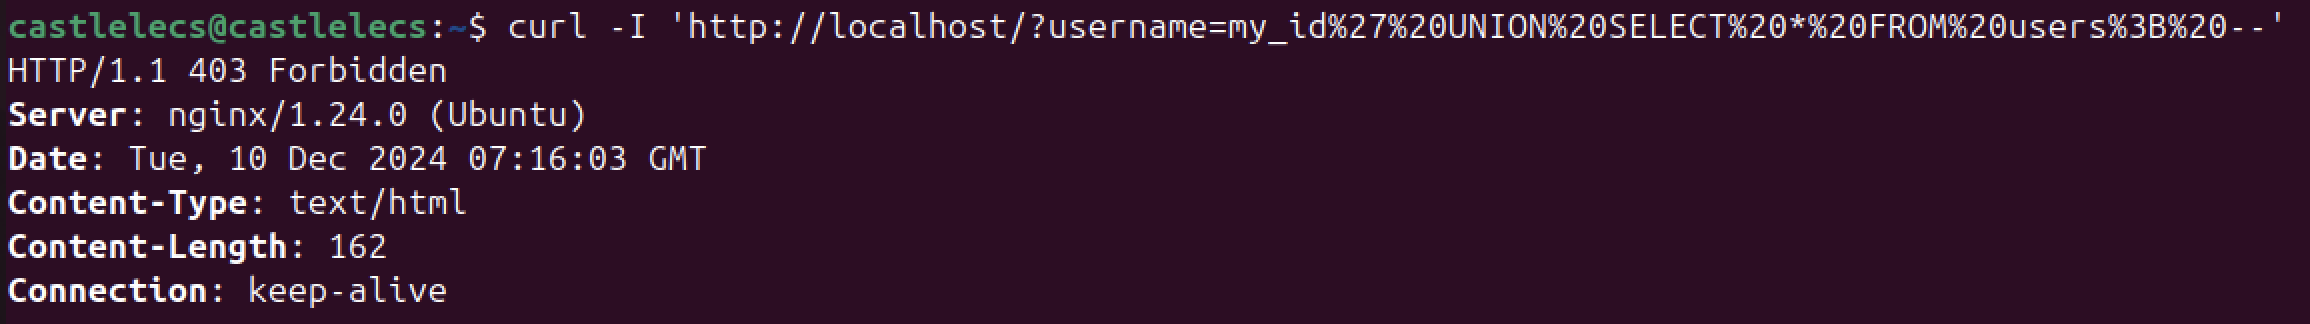 castlelecs@castlelecs:~$ curl -I 'http://localhost/?username=my_id%27%20UNION%20SELECT%20*%20FROM%20users%3B%20--'
HTTP/1.1 403 Forbidden
Server: nginx/1.24.0 (Ubuntu)
Date: Tue, 10 Dec 2024 07:16:03 GMT
Content-Type: text/html
Content-Length: 162
Connection: keep-alive